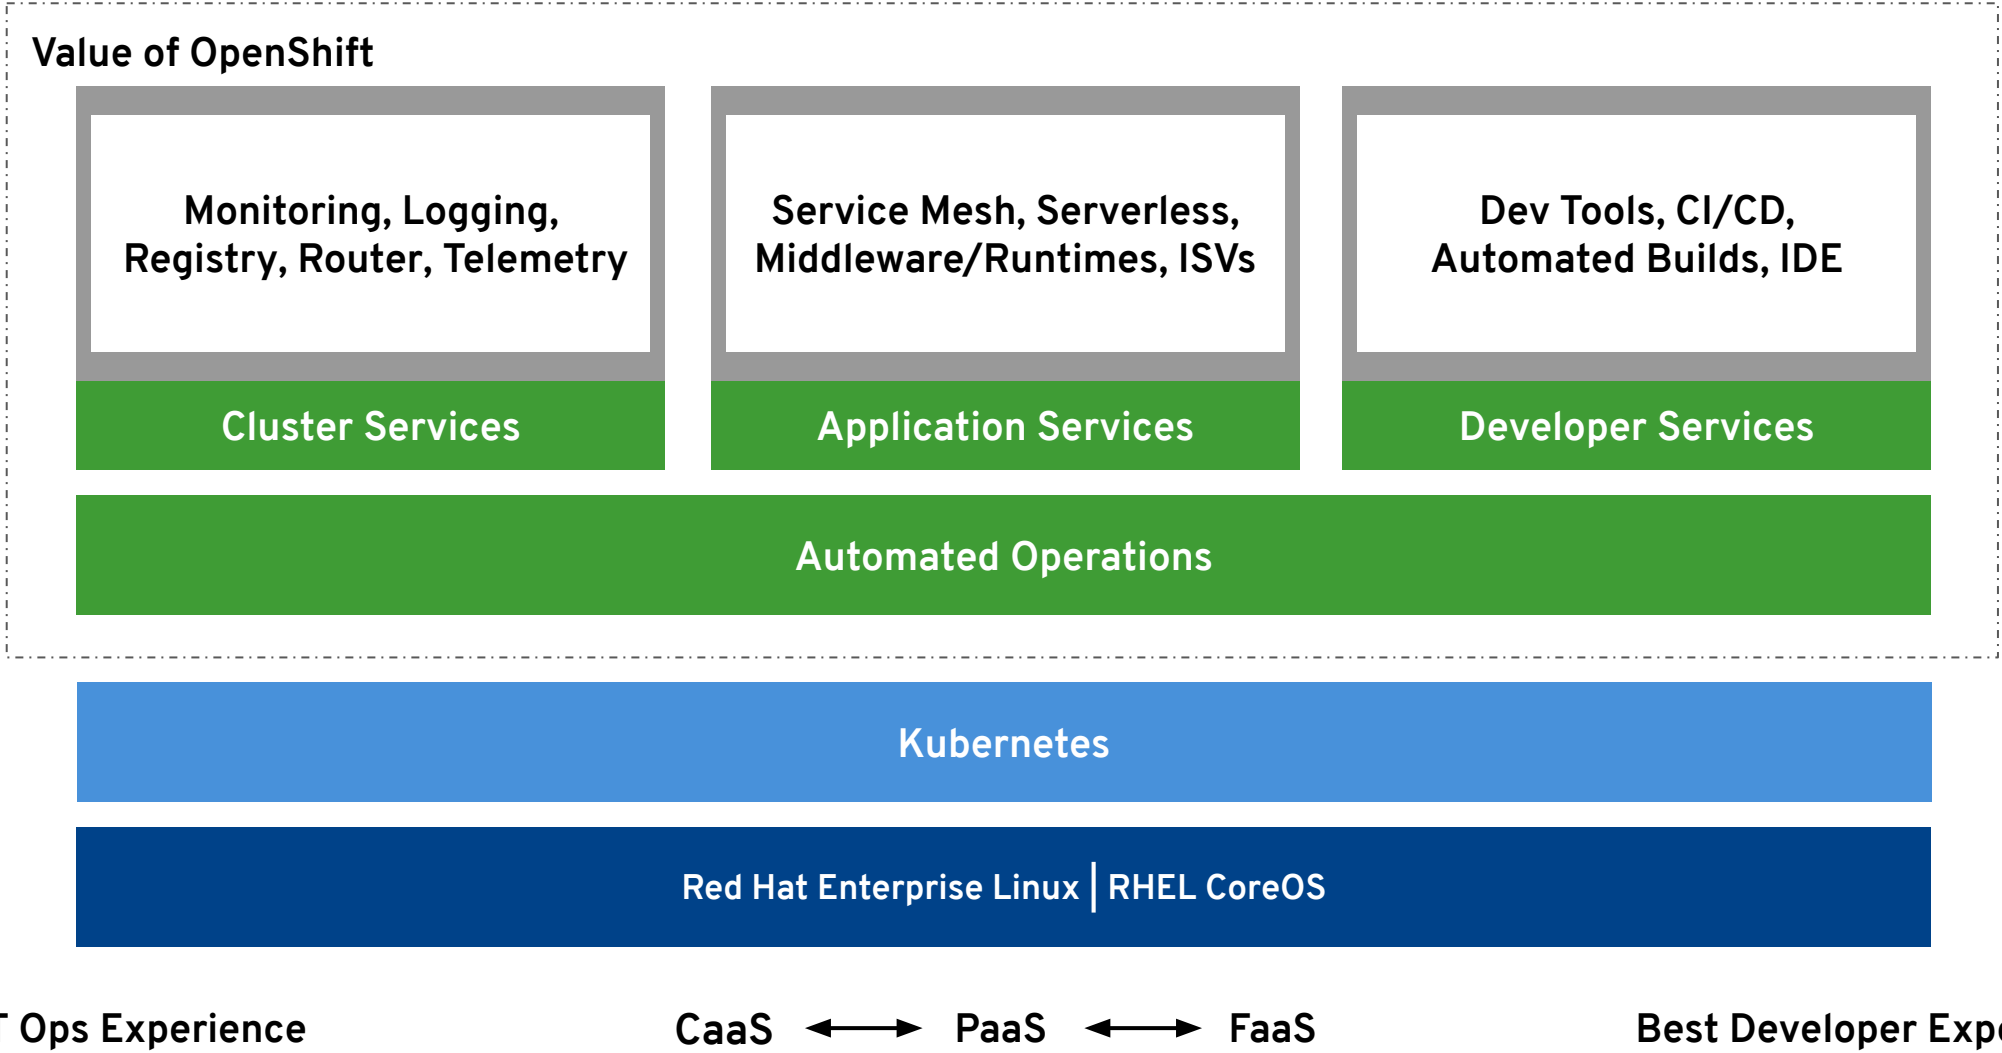 Value of OpenShift
Monitoring, Logging,
Registry, Router, Telemetry
Service Mesh, Serverless,
Middleware/Runtimes, ISVs
Dev Tools, CI/CD,
Automated Builds, IDE
Cluster Services
Application Services
Developer Services
Automated Operations
Kubernetes
Red Hat Enterprise Linux | RHEL CoreOS
Ops Experience
CaaS
PaaS
FaaS
Best Developer